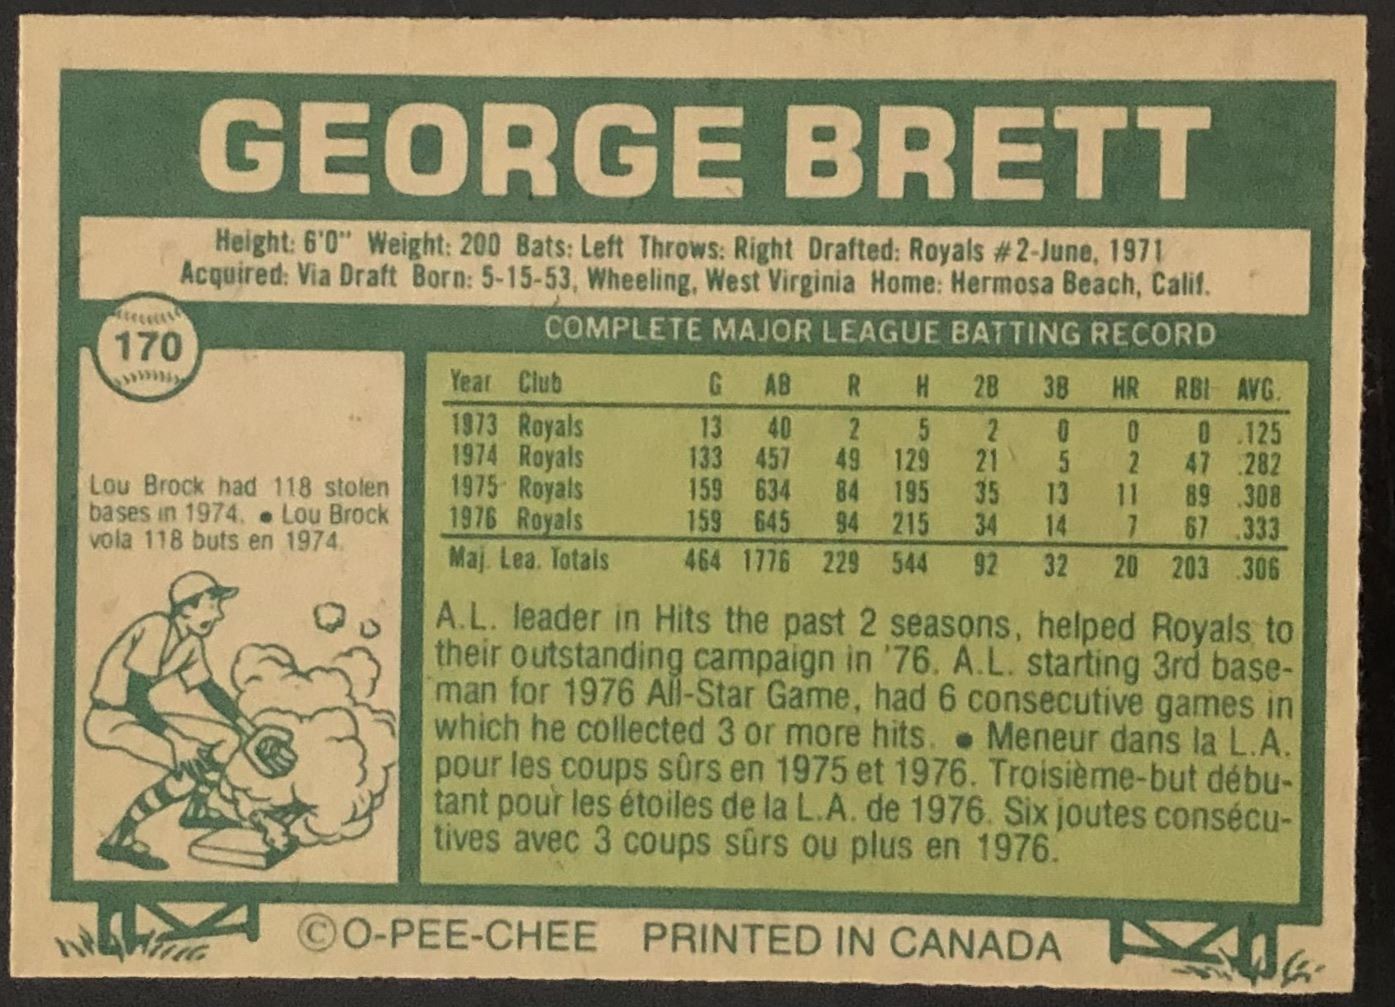 GEORGE BRETT
Height: 6'0" Weight: 200 Bats: Left Throws: Right Drafted: Royals #2-June, 1971
Acquired: Via Draft Born: 5-15-53, Wheeling, West Virginia Home: Hermosa Beach, Calif.
170
COMPLETE MAJOR LEAGUE BATTING RECORD
Year Club G AB R H 2B 3B HR RBI AVG.
1973 Royals 13 40 2 5 2 0 0 0 .125
1974 Royals 133 457 49 129 21 5 2 47 .282
1975 Royals 159 634 84 195 35 13 11 89 .308
1976 Royals 159 645 94 215 34 14 7 67 .333
Maj. Lea. Totals 464 1776 229 544 92 32 20 203 .306
Lou Brock had 118 stolen
bases in 1974. ● Lou Brock
vola 118 buts en 1974.
A.L. leader in Hits the past 2 seasons, helped Royals to
their outstanding campaign in '76. A.L. starting 3rd base-
man for 1976 All-Star Game, had 6 consecutive games in
which he collected 3 or more hits. ● Meneur dans la L.A.
pour les coups sûrs en 1975 et 1976. Troisième-but débu-
tant pour les étoiles de la L.A. de 1976. Six joutes consécu-
tives avec 3 coups sûrs ou plus en 1976.
©O-PEE-CHEE PRINTED IN CANADA